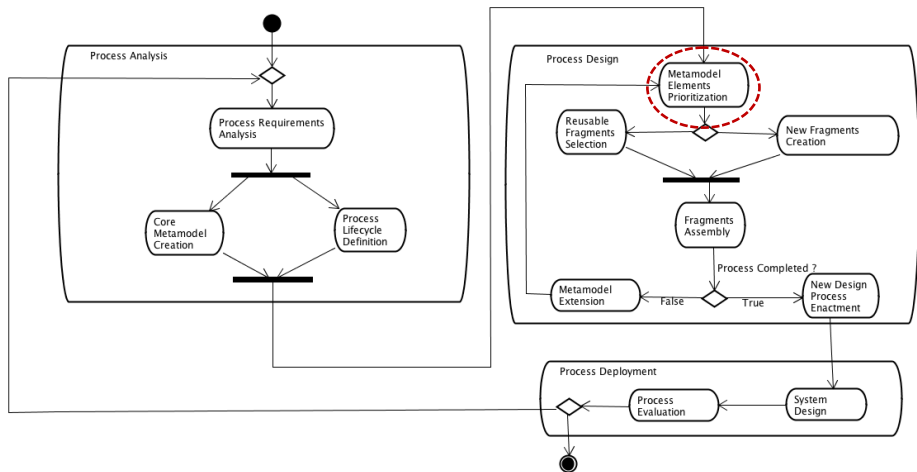 Process Analysis
Process Requirements
Analysis
Core
Metamodel
Creation
Process
Lifecycle
Definition
Process Design
Metamodel
Elements
Prioritization
Reusable
Fragments
Selection
New Fragments
Creation
Fragments
Assembly
Process Completed ?
Metamodel
Extension
False
True
New Design
Process
Enactment
Process Deployment
Process
Evaluation
System
Design